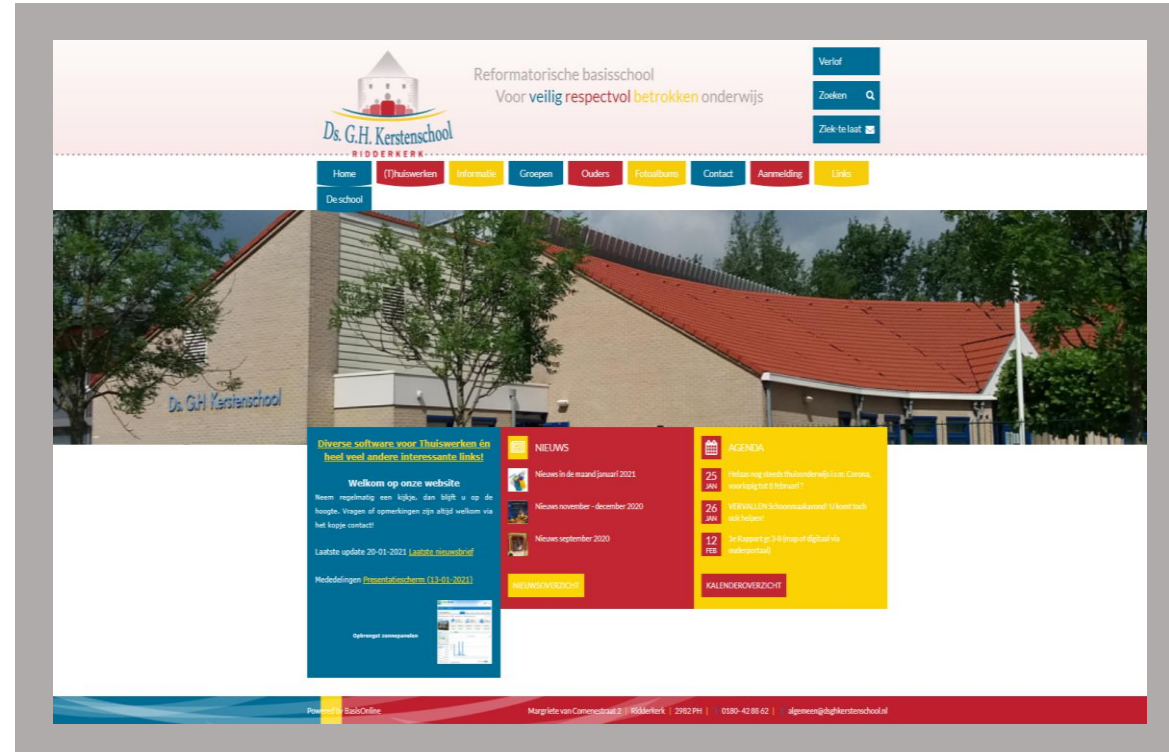 Ds. G.H. Kerstenschool
RIDDERKERK
Reformatorische basisschool
Voor veilig respectvol betrokken onderwijs
Verlof
Zoeken
Ziek-te laat
Home
(T)huiswerken
Informatie
Groepen
Ouders
Fotoalbums
Contact
Aanmelding
Links
De school
Ds. G.H Kerstenschool
Diverse software voor Thuiswerken én
heel veel andere interessante links!
Welkom op onze website
Neem regelmatig een kijkje, dan blijft u op de
hoogte. Vragen of opmerkingen zijn altijd welkom via
het kopje contact!
Laatste update 20-01-2021 Laatste nieuwsbrief
Mededelingen Presentatiescherm (13-01-2021)
Opbrengst zonnepanelen
NIEUWS
Nieuws in de maand januari 2021
Nieuws november - december 2020
Nieuws september 2020
NIEUWSOVERZICHT
AGENDA
25 JAN
Helaas nog steeds thuisonderwijs i.v.m. Corona,
voorlopig tot 8 februari ?
26 JAN
VERVALLEN Schoonmaakavond! U komt toch
ook helpen!
12 FEB
1e Rapport gr. 3-8 (map of digitaal via
ouderportaal)
KALENDEROVERZICHT
Powered by BasisOnline
Margriete van Comenestraat 2 | Ridderkerk | 2982 PH | 0180- 42 88 62 | algemeen@dsghkerstenschool.nl